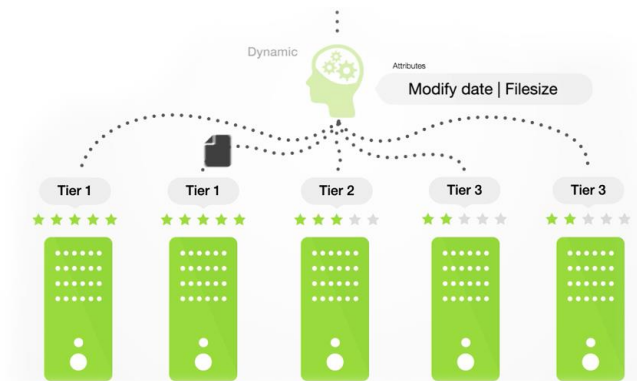 Dynamic
Attributes
Modify date | Filesize
Tier 1
Tier 1
Tier 2
Tier 3
Tier 3